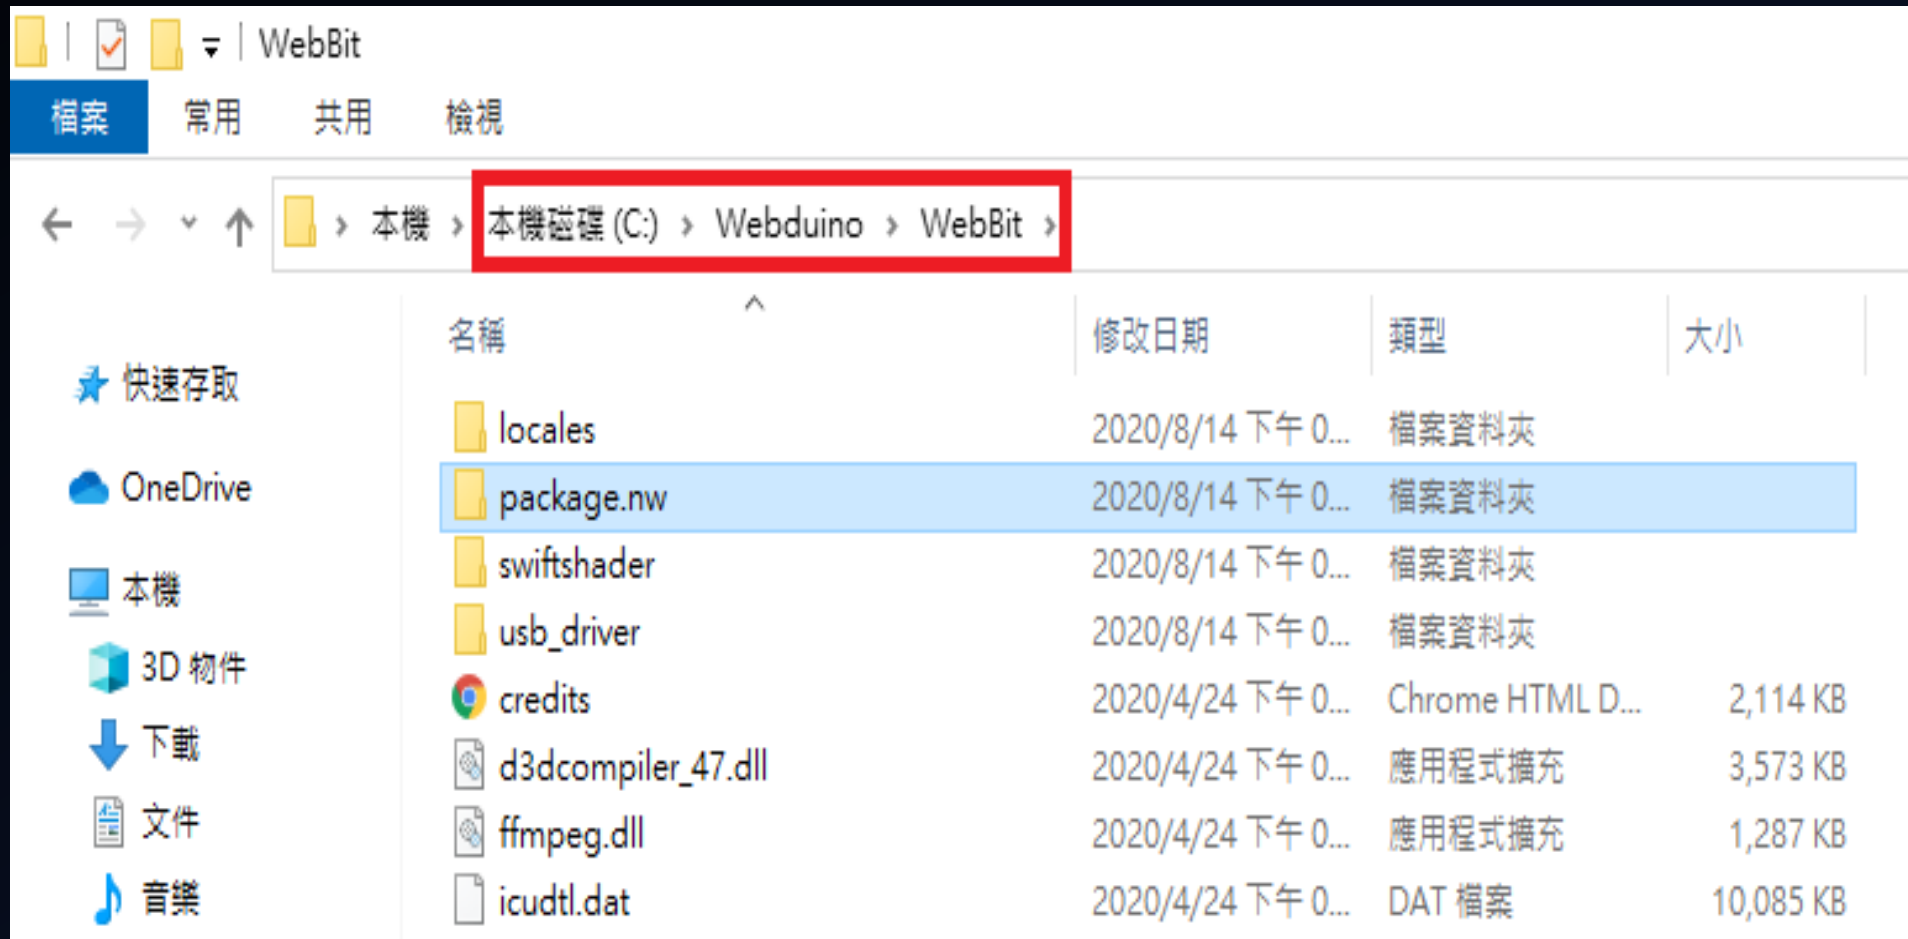 WebBit
檔案 常用 共用 檢視
本機 本機磁碟 (C:) Webduino WebBit
名稱 修改日期 類型 大小
快速存取
OneDrive
本機
3D 物件
下載
文件
音樂
locales 2020/8/14 下午 0... 檔案資料夾
package.nw 2020/8/14 下午 0... 檔案資料夾
swiftshader 2020/8/14 下午 0... 檔案資料夾
usb_driver 2020/8/14 下午 0... 檔案資料夾
credits 2020/4/24 下午 0... Chrome HTML D... 2,114 KB
d3dcompiler_47.dll 2020/4/24 下午 0... 應用程式擴充 3,573 KB
ffmpeg.dll 2020/4/24 下午 0... 應用程式擴充 1,287 KB
icudtl.dat 2020/4/24 下午 0... DAT 檔案 10,085 KB